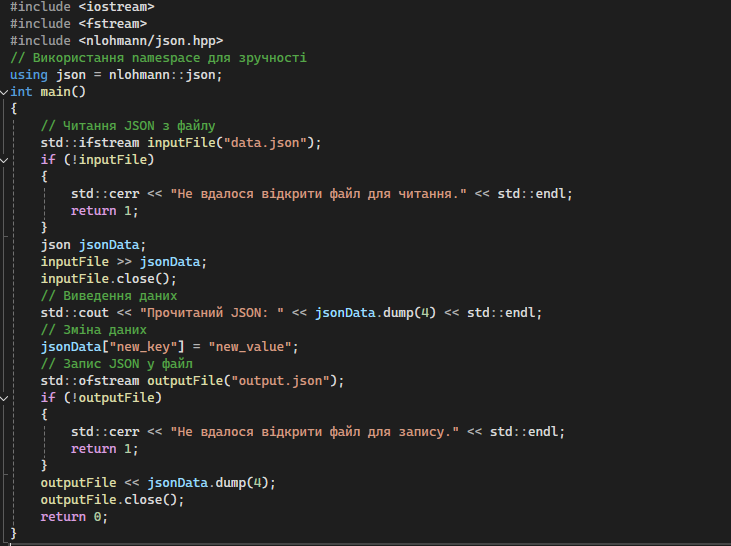 #include <iostream>
#include <fstream>
#include <nlohmann/json.hpp>
// Використання namespace для зручності
using json = nlohmann::json;
int main()
{
    // Читання JSON з файлу
    std::ifstream inputFile("data.json");
    if (!inputFile)
    {
        std::cerr << "Не вдалося відкрити файл для читання." << std::endl;
        return 1;
    }
    json jsonData;
    inputFile >> jsonData;
    inputFile.close();
    // Виведення даних
    std::cout << "Прочитаний JSON: " << jsonData.dump(4) << std::endl;
    // Зміна даних
    jsonData["new_key"] = "new_value";
    // Запис JSON у файл
    std::ofstream outputFile("output.json");
    if (!outputFile)
    {
        std::cerr << "Не вдалося відкрити файл для запису." << std::endl;
        return 1;
    }
    outputFile << jsonData.dump(4);
    outputFile.close();
    return 0;
}